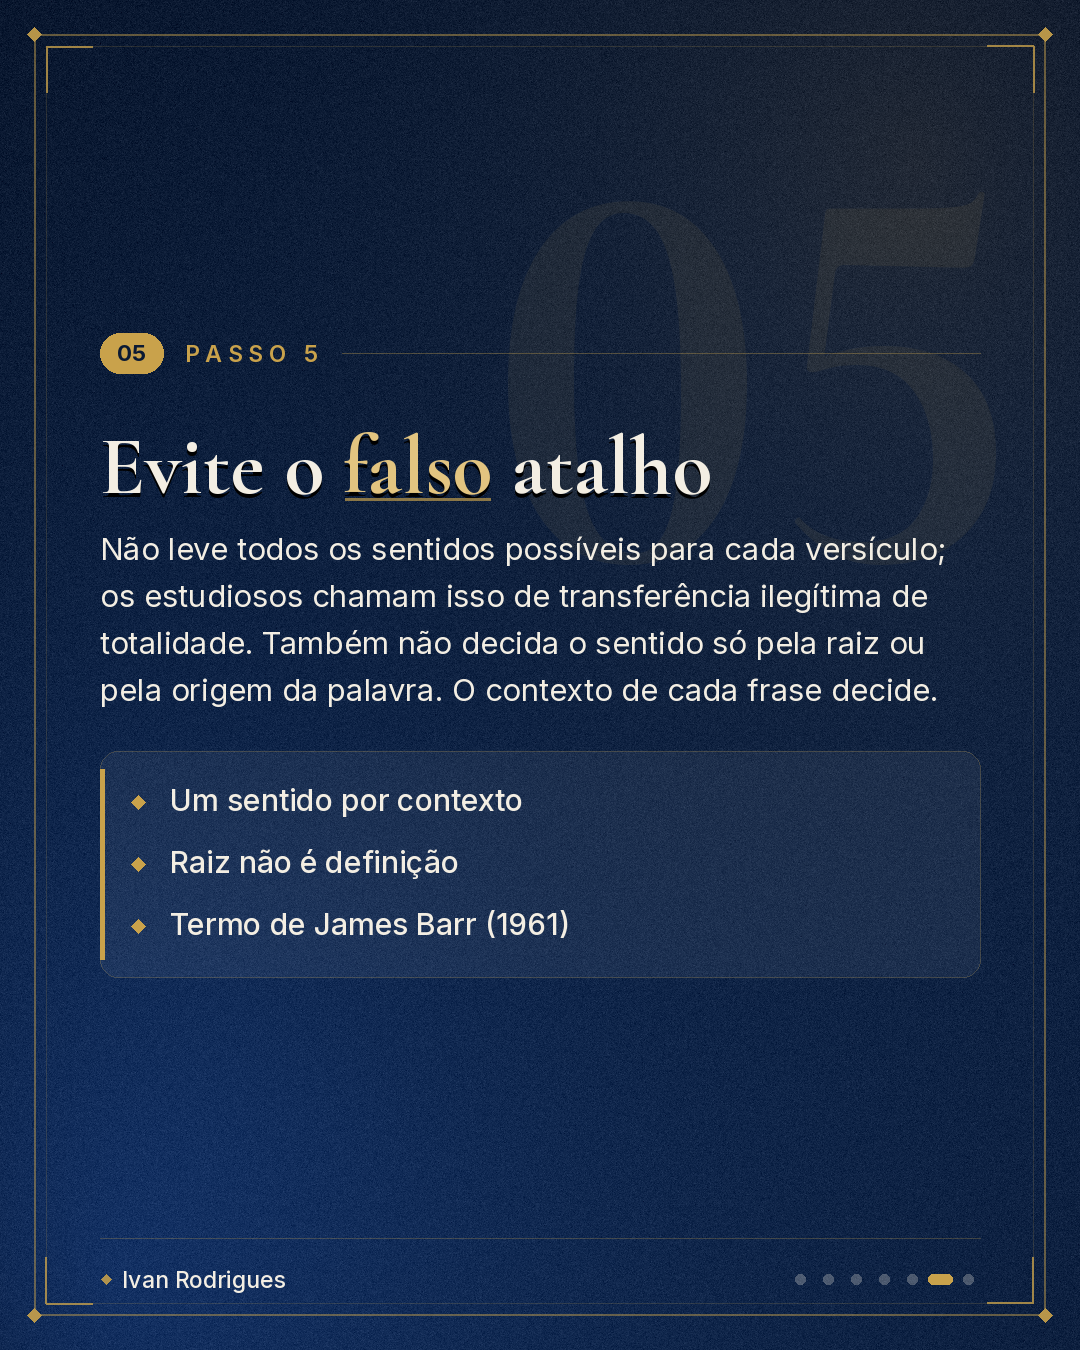 05
05 PASSO 5
Evite o falso atalho
Não leve todos os sentidos possíveis para cada versículo;
os estudiosos chamam isso de transferência ilegítima de
totalidade. Também não decida o sentido só pela raiz ou
pela origem da palavra. O contexto de cada frase decide.
Um sentido por contexto
Raiz não é definição
Termo de James Barr (1961)
Ivan Rodrigues